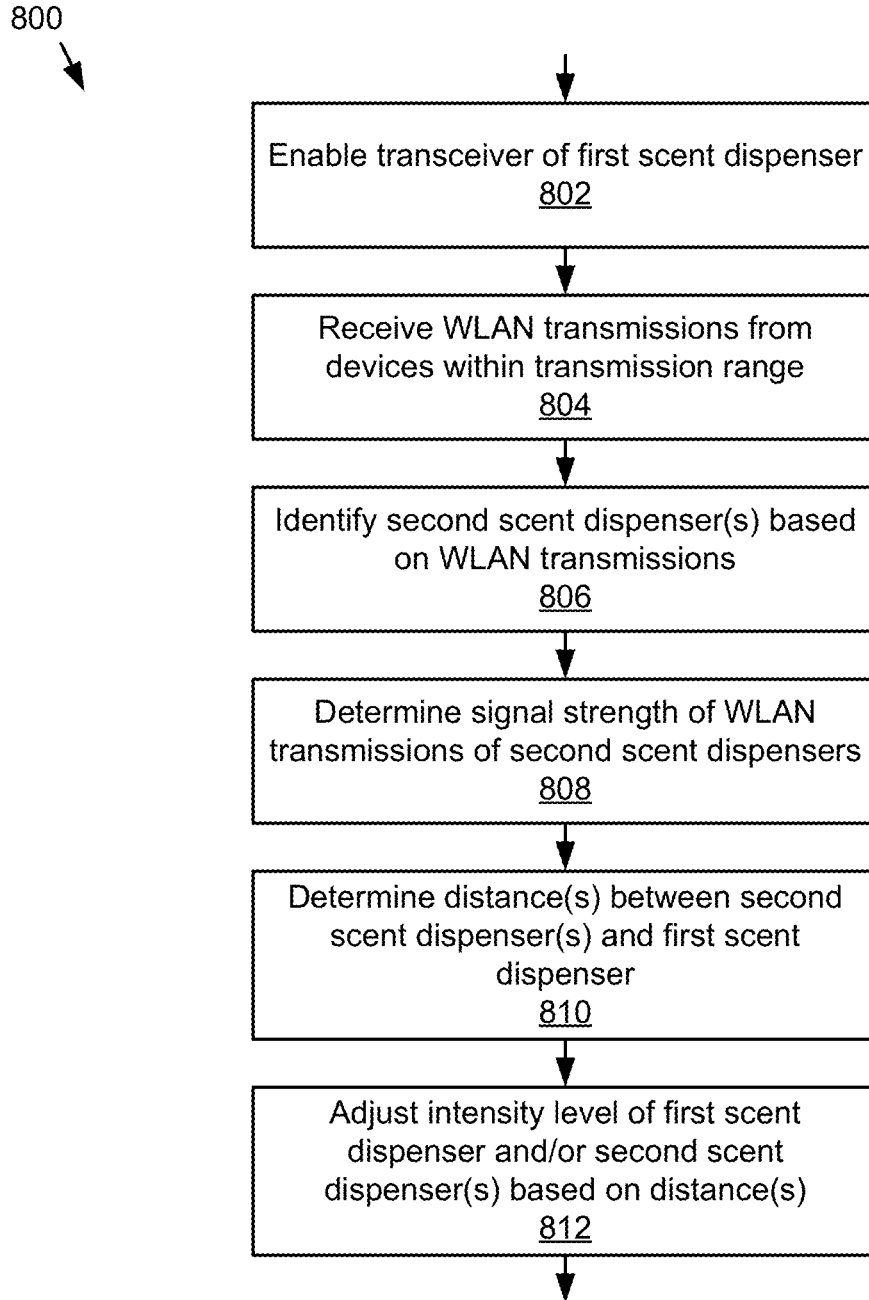 800
Enable transceiver of first scent dispenser
802
Receive WLAN transmissions from
devices within transmission range
804
Identify second scent dispenser(s) based
on WLAN transmissions
806
Determine signal strength of WLAN
transmissions of second scent dispensers
808
Determine distance(s) between second
scent dispenser(s) and first scent
dispenser
810
Adjust intensity level of first scent
dispenser and/or second scent
dispenser(s) based on distance(s)
812